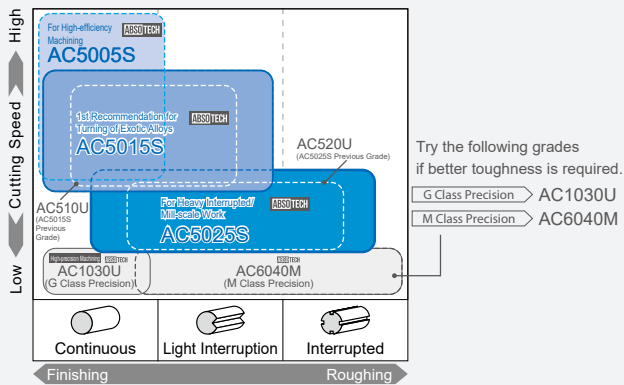 High
Cutting Speed
Low
For High-efficiency
Machining
ABSOTECH
AC5005S
1st Recommendation for
Turning of Exotic Alloys
ABSOTECH
AC5015S
AC520U
(AC5025S Previous Grade)
AC510U
(AC5015S
Previous
Grade)
For Heavy Interrupted/
Mill-scale Work
ABSOTECH
AC5025S
High-precision Machining
ABSOTECH
AC1030U
(G Class Precision)
ABSOTECH
AC6040M
(M Class Precision)
Try the following grades
if better toughness is required.
G Class Precision AC1030U
M Class Precision AC6040M
Continuous
Light Interruption
Interrupted
Finishing
Roughing